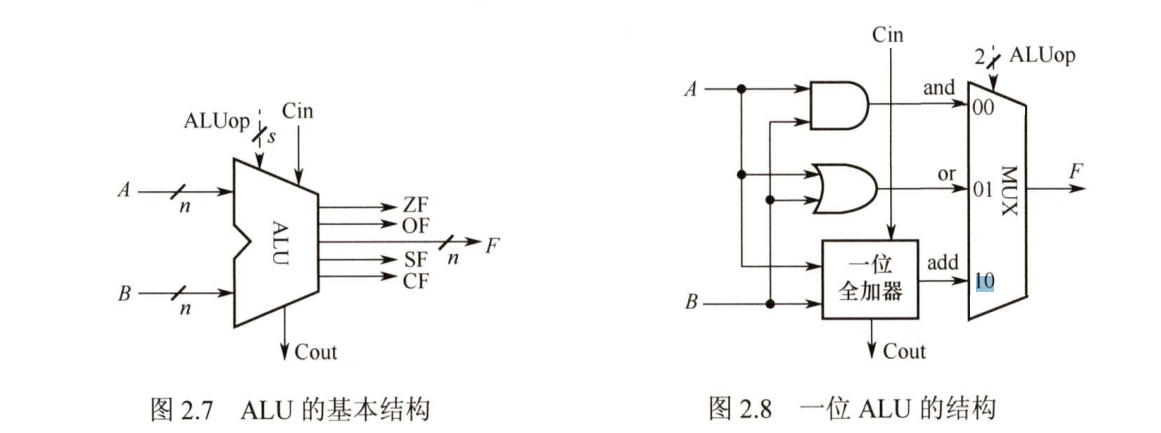 ALUop
s
Cin
A
n
B
n
ALU
ZF
OF
n
F
SF
CF
Cout
图 2.7 ALU 的基本结构
Cin
2
ALUop
A
and
00
or
01
MUX
F
一位
全加器
add
10
B
Cout
图 2.8 一位 ALU 的结构